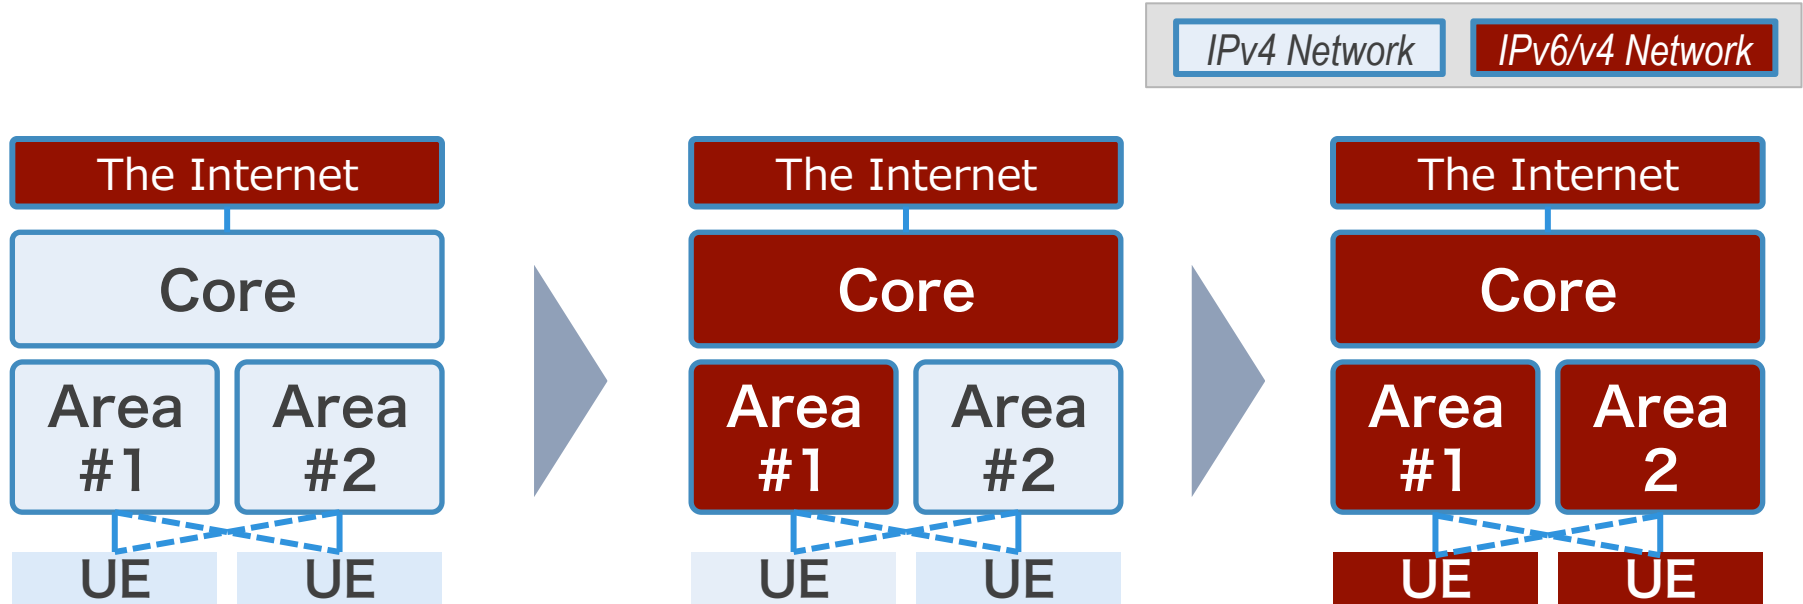 IPv4 Network
IPv6/v4 Network
The Internet
Core
Area
#1
Area
#2
UE
UE
The Internet
Core
Area
#1
Area
#2
UE
UE
The Internet
Core
Area
#1
Area
2
UE
UE